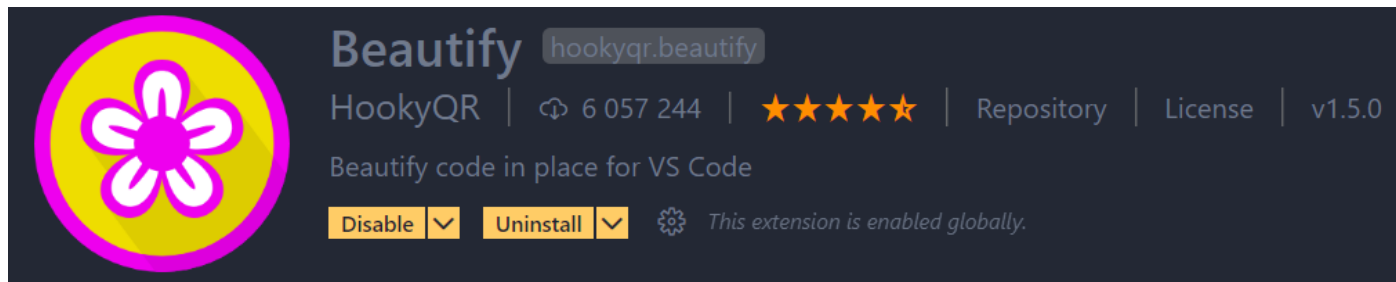 Beautify hookyqr.beautify
HookyQR | 6 057 244 | ★★★★⯪ | Repository | License | v1.5.0
Beautify code in place for VS Code
Disable Uninstall This extension is enabled globally.